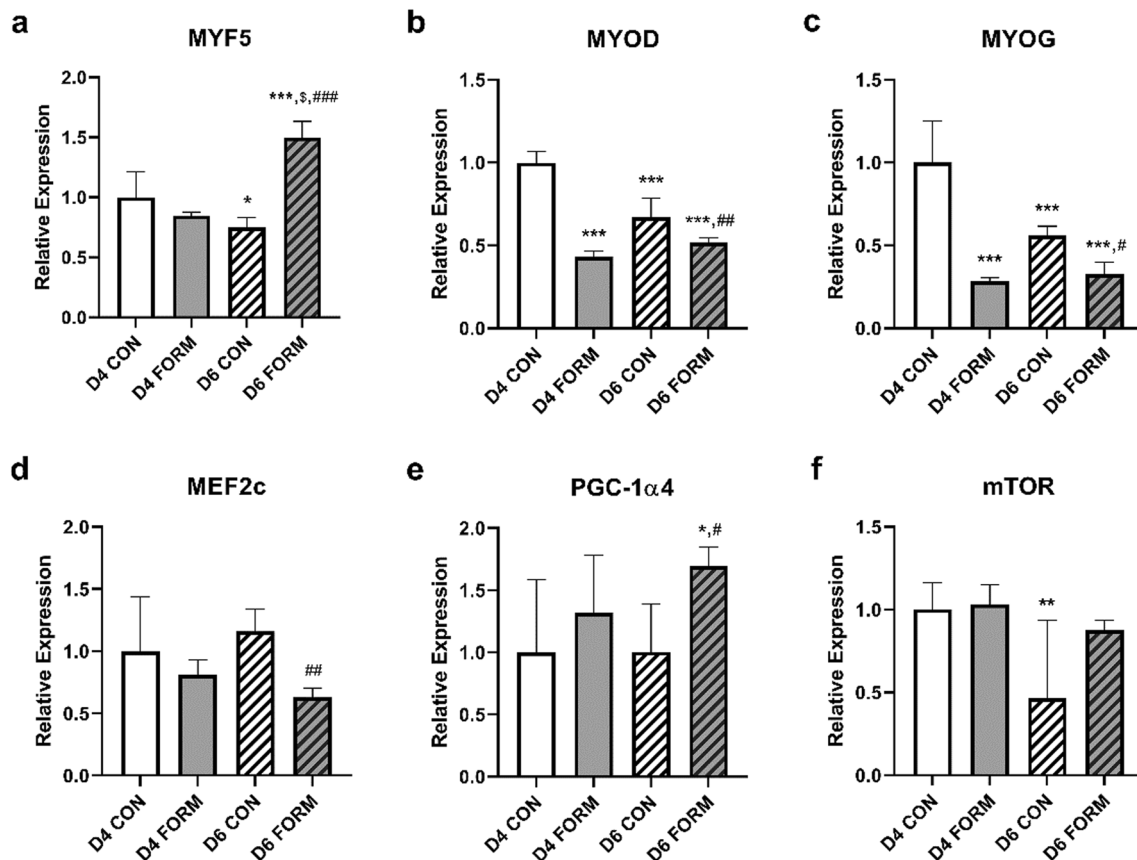 a
MYF5
Relative Expression
2.0
1.5
1.0
0.5
0.0
*
***,$,###
D4 CON
D4 FORM
D6 CON
D6 FORM
b
MYOD
Relative Expression
1.5
1.0
0.5
0.0
***
***
***,##
D4 CON
D4 FORM
D6 CON
D6 FORM
c
MYOG
Relative Expression
1.5
1.0
0.5
0.0
***
***
***,#
D4 CON
D4 FORM
D6 CON
D6 FORM
d
MEF2c
Relative Expression
2.0
1.5
1.0
0.5
0.0
##
D4 CON
D4 FORM
D6 CON
D6 FORM
e
PGC-1α4
Relative Expression
2.0
1.5
1.0
0.5
0.0
*,#
D4 CON
D4 FORM
D6 CON
D6 FORM
f
mTOR
Relative Expression
1.5
1.0
0.5
0.0
**
D4 CON
D4 FORM
D6 CON
D6 FORM